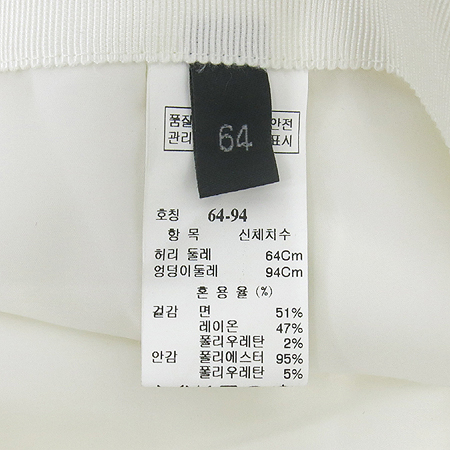 64
품질 안전
관리 표시
호칭 64-94
항 목 신체치수
허리 둘레 64Cm
엉덩이둘레 94Cm
혼 용 율 (%)
겉감 면 51%
레이온 47%
폴리우레탄 2%
안감 폴리에스터 95%
폴리우레탄 5%